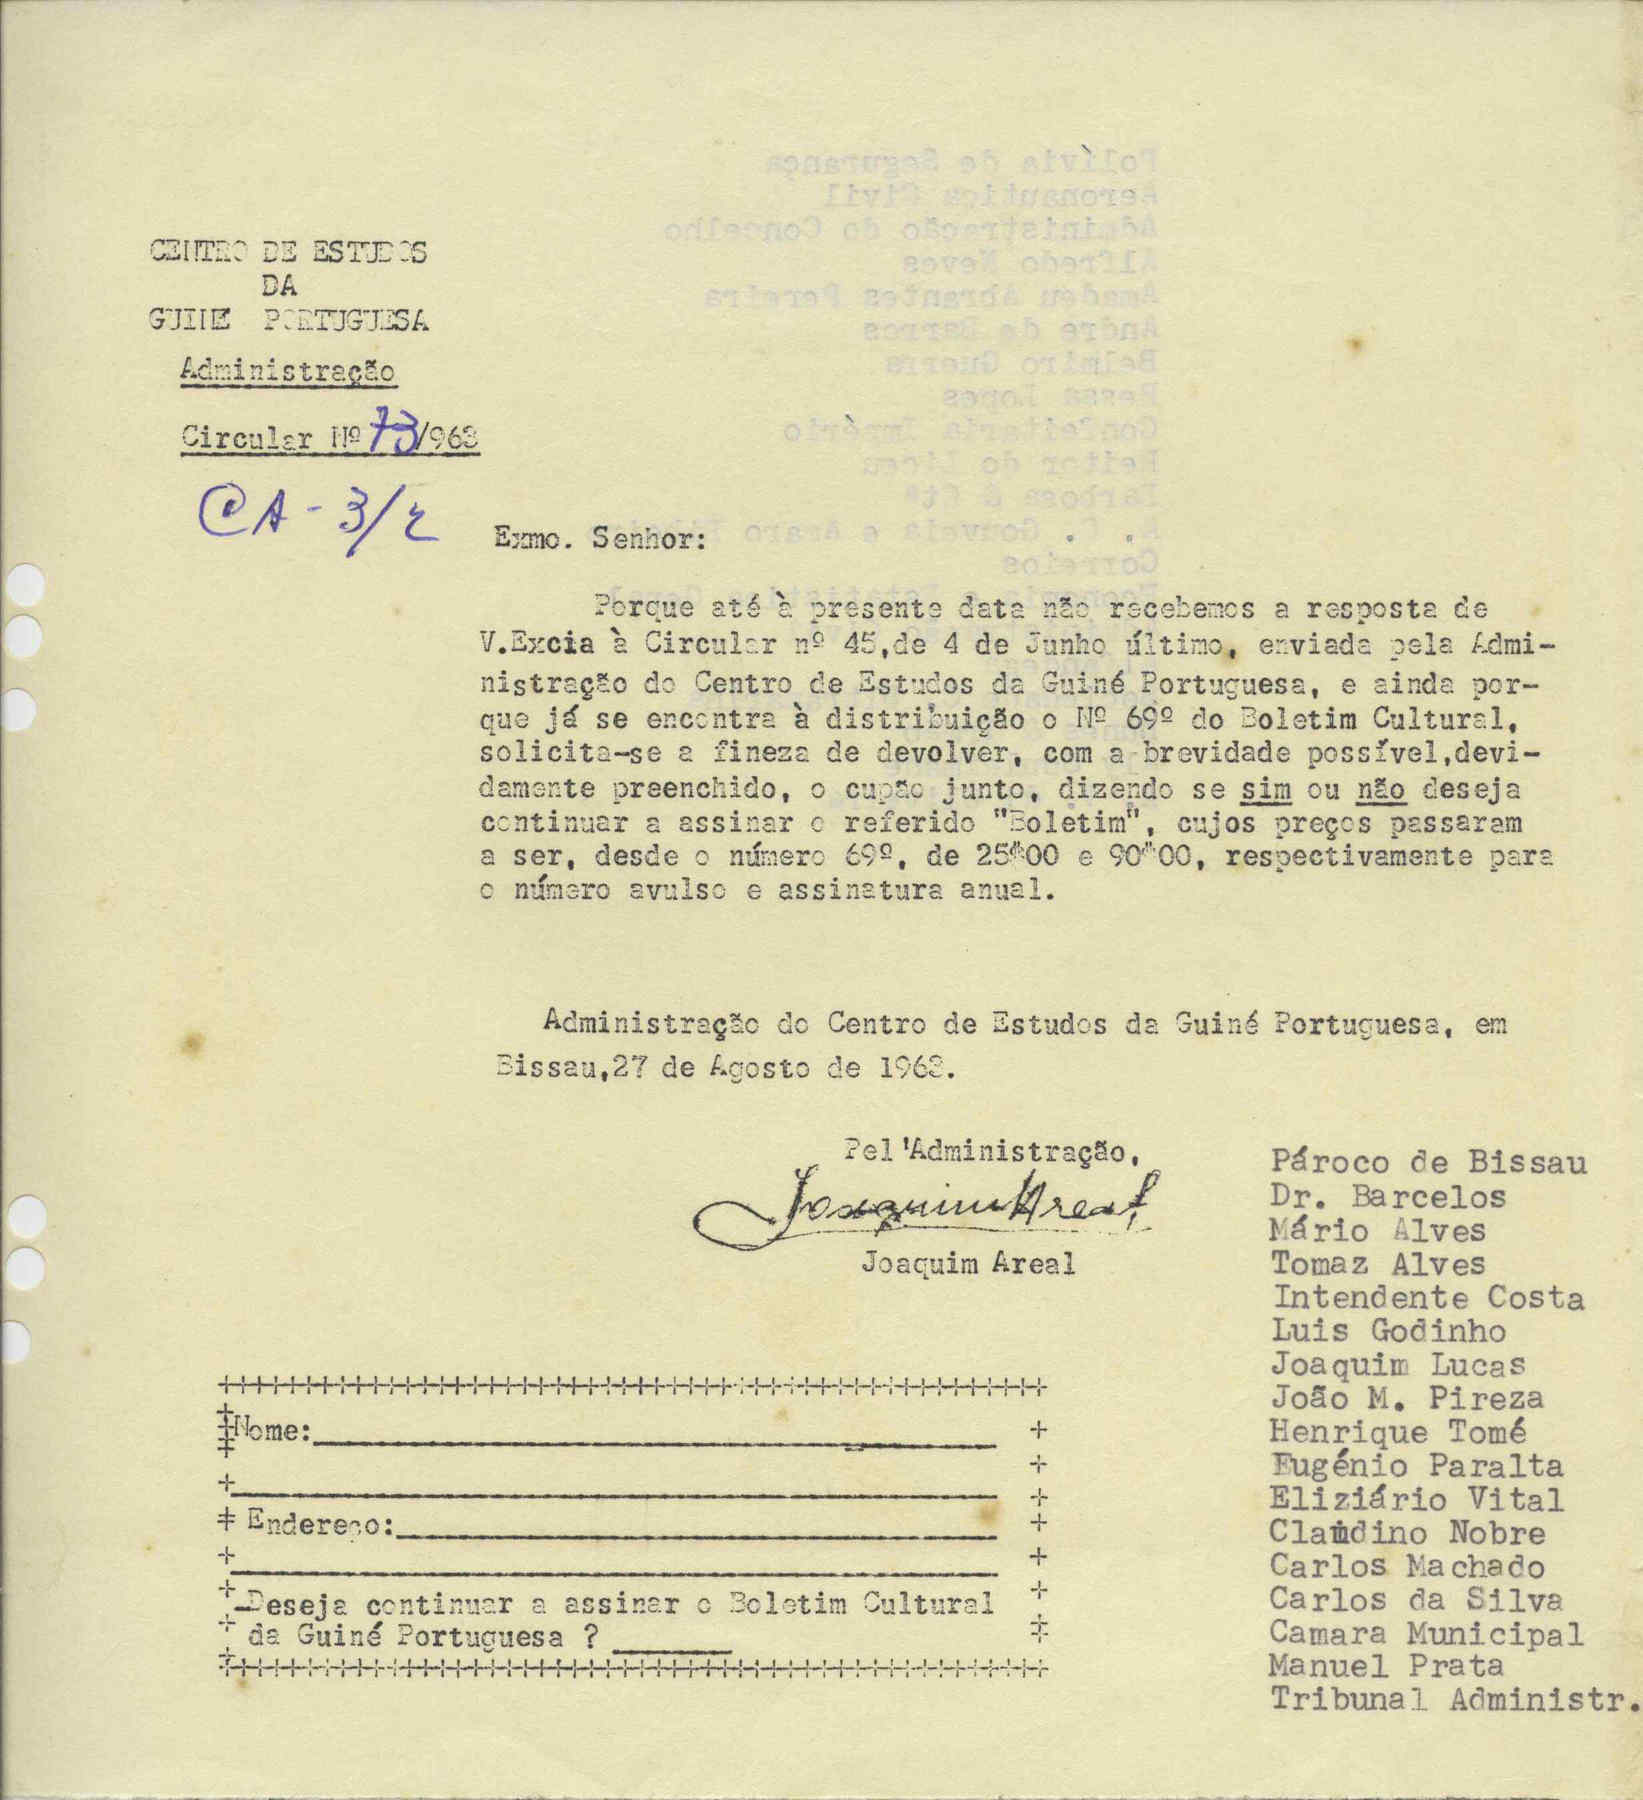 CENTRO DE ESTUDOS
DA
GUINÉ PORTUGUESA
Administração
Circular Nº 73/963
CA - 3/2
Exmo. Senhor:
Porque até à presente data não recebemos a resposta de
V.Excia à Circular nº 45,de 4 de Junho último, enviada pela Admi-
nistração do Centro de Estudos da Guiné Portuguesa, e ainda por-
que já se encontra à distribuição o Nº 69º do Boletim Cultural,
solicita-se a fineza de devolver, com a brevidade possível,devi-
damente preenchido, o cupão junto, dizendo se sim ou não deseja
continuar a assinar o referido "Boletim", cujos preços passaram
a ser, desde o número 69º, de 25$00 e 90$00, respectivamente para
o número avulso e assinatura anual.
Administração do Centro de Estudos da Guiné Portuguesa, em
Bissau,27 de Agosto de 1963.
Pel'Administração,
Joaquim Areal
Joaquim Areal
Pároco de Bissau
Dr. Barcelos
Mário Alves
Tomaz Alves
Intendente Costa
Luis Godinho
Joaquim Lucas
João M. Pireza
Henrique Tomé
Eugénio Paralta
Eliziário Vital
Claudino Nobre
Carlos Machado
Carlos da Silva
Camara Municipal
Manuel Prata
Tribunal Administr.
Nome:
Endereço:
Deseja continuar a assinar o Boletim Cultural
da Guiné Portuguesa ?